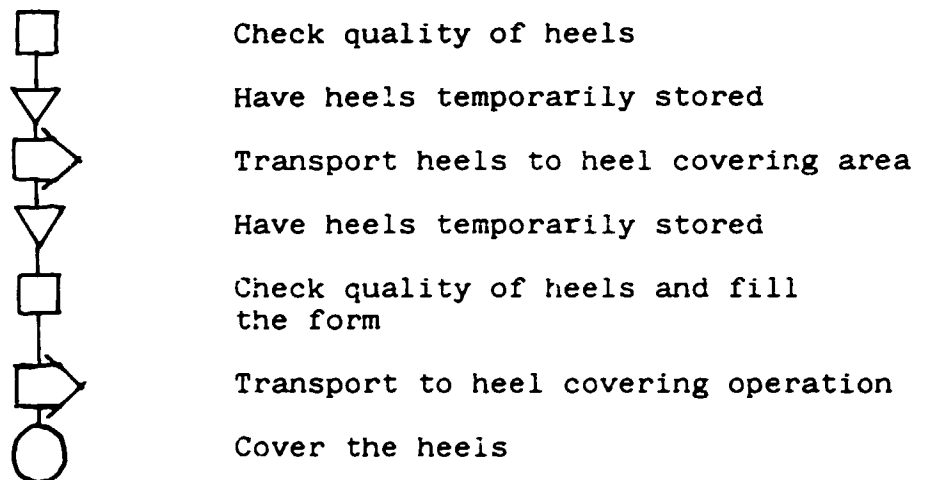 Check quality of heels
Have heels temporarily stored
Transport heels to heel covering area
Have heels temporarily stored
Check quality of heels and fill
the form
Transport to heel covering operation
Cover the heels